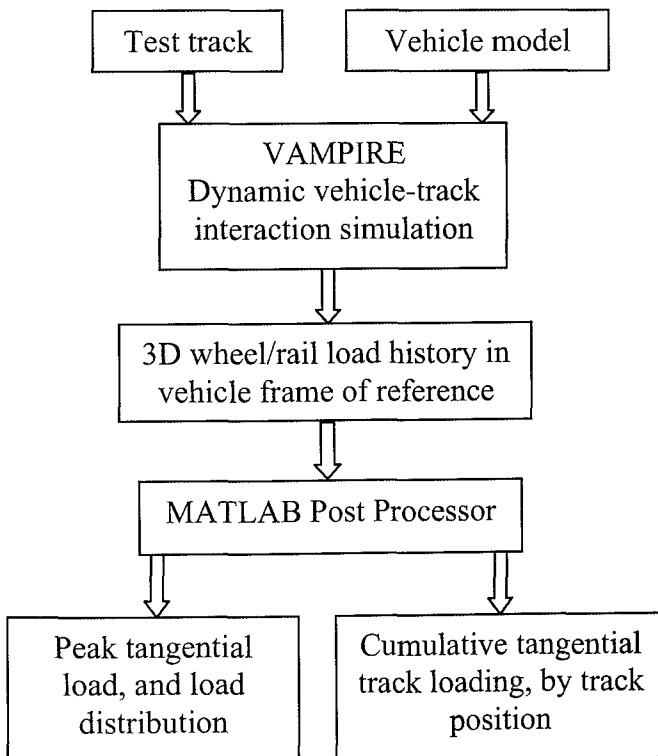 Test track
Vehicle model
VAMPIRE
Dynamic vehicle-track
interaction simulation
3D wheel/rail load history in
vehicle frame of reference
MATLAB Post Processor
Peak tangential
load, and load
distribution
Cumulative tangential
track loading, by track
position